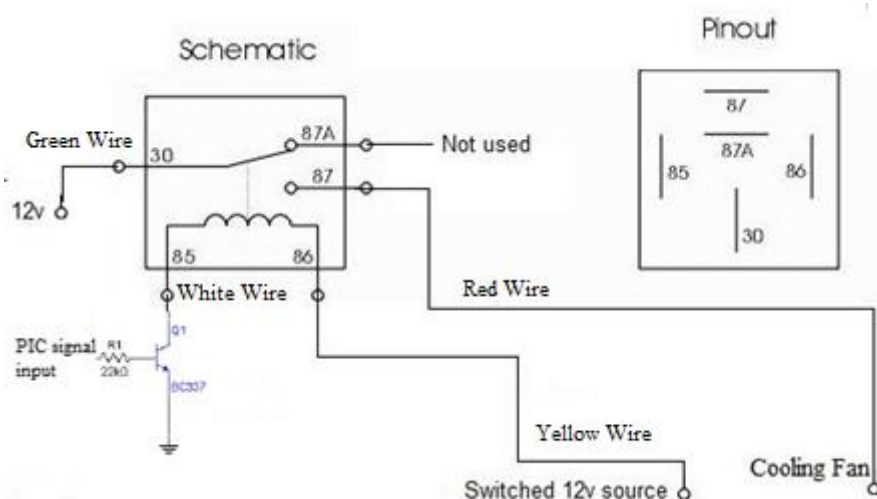 Schematic
Pinout
Green Wire
30
87A
Not used
87
12v
85
86
White Wire
Red Wire
PIC signal
input
R1
22kΩ
Q1
BC337
Yellow Wire
Switched 12v source
Cooling Fan
87
87A
85
86
30